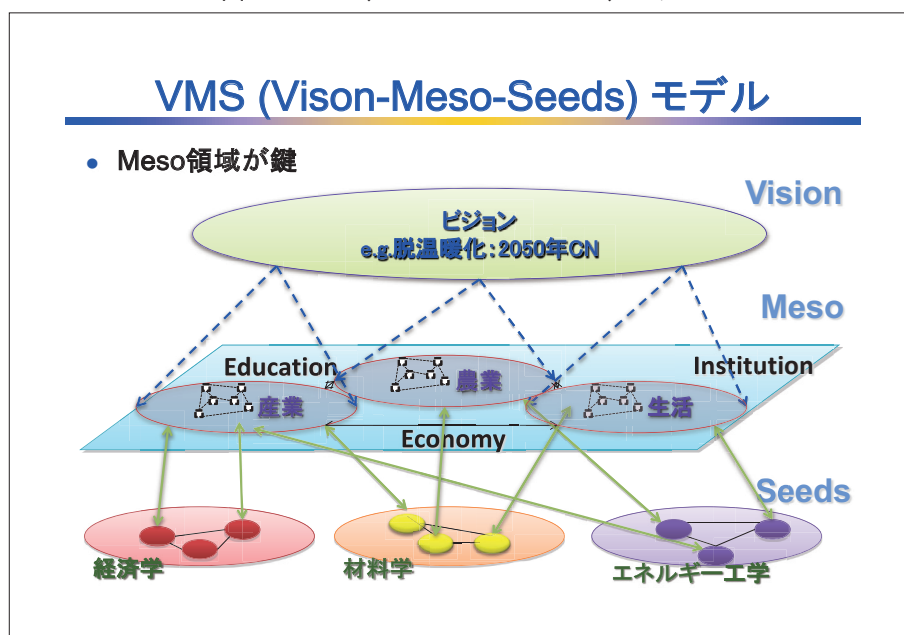 VMS (Vison-Meso-Seeds) モデル
• Meso領域が鍵
Vision
ビジョン
e.g.脱温暖化：2050年CN
Meso
Education
Institution
農業
産業
生活
Economy
Seeds
経済学
材料学
エネルギー工学